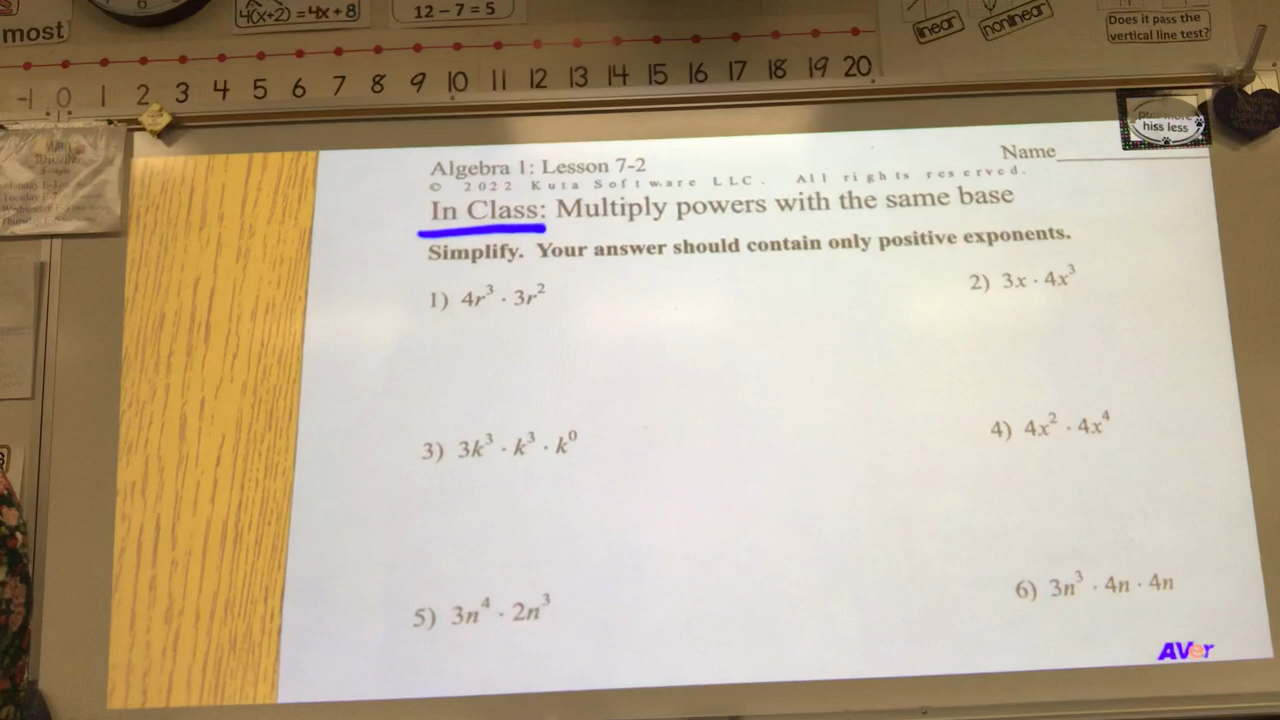 most
4(x+2) = 4x + 8
12 – 7 = 5
linear
nonlinear
Does it pass the
vertical line test?
-1 0 1 2 3 4 5 6 7 8 9 10 11 12 13 14 15 16 17 18 19 20
hiss less
TUTORING
Monday
Algebra 1: Lesson 7-2
Name
© 2022 Kuta Software LLC. All rights reserved.
In Class: Multiply powers with the same base
Simplify. Your answer should contain only positive exponents.
1) 4r³ · 3r²
2) 3x · 4x³
3) 3k³ · k³ · k⁰
4) 4x² · 4x⁴
5) 3n⁴ · 2n³
6) 3n³ · 4n · 4n
AVer